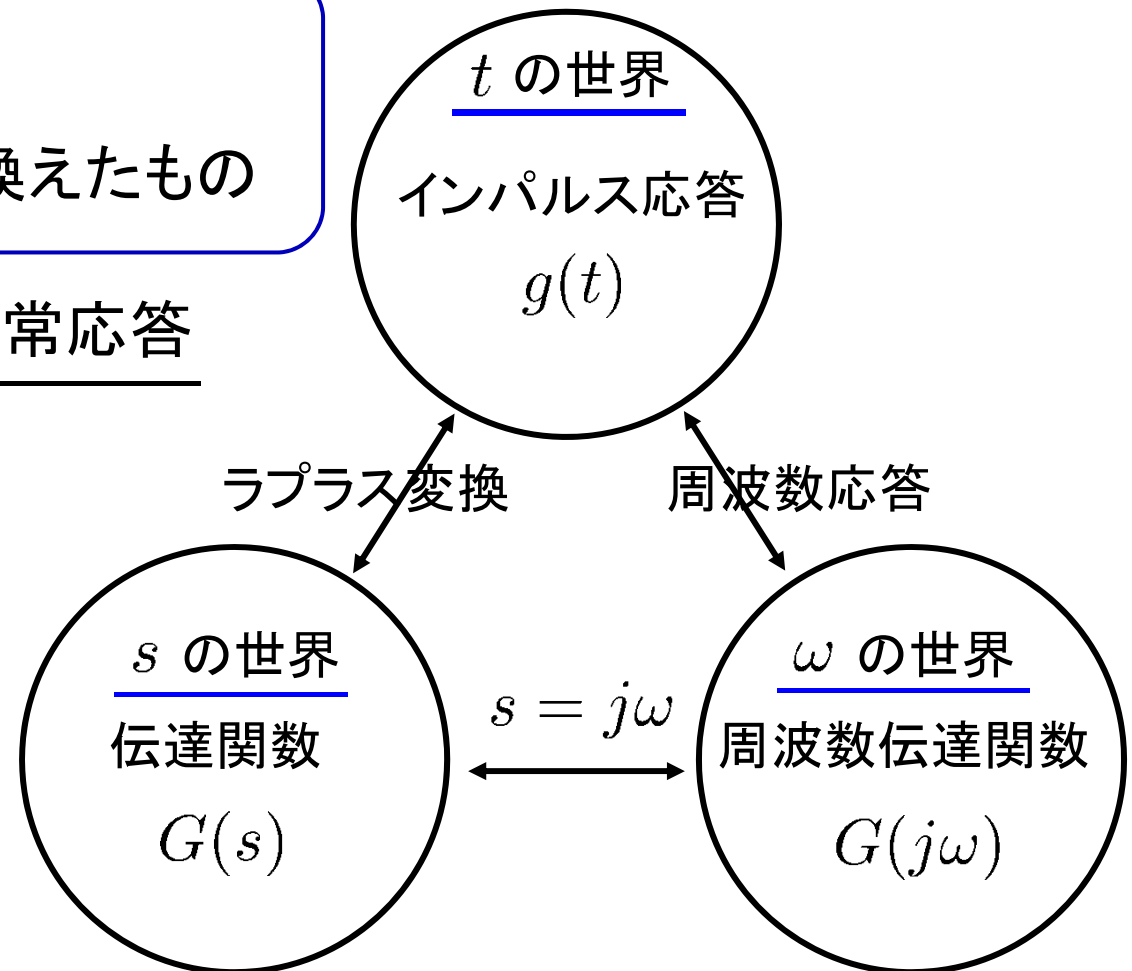 t の世界
換えたもの
インパルス応答
g(t)
常応答
ラプラス変換
周波数応答
s の世界
伝達関数
G(s)
s = jω
ω の世界
周波数伝達関数
G(jω)